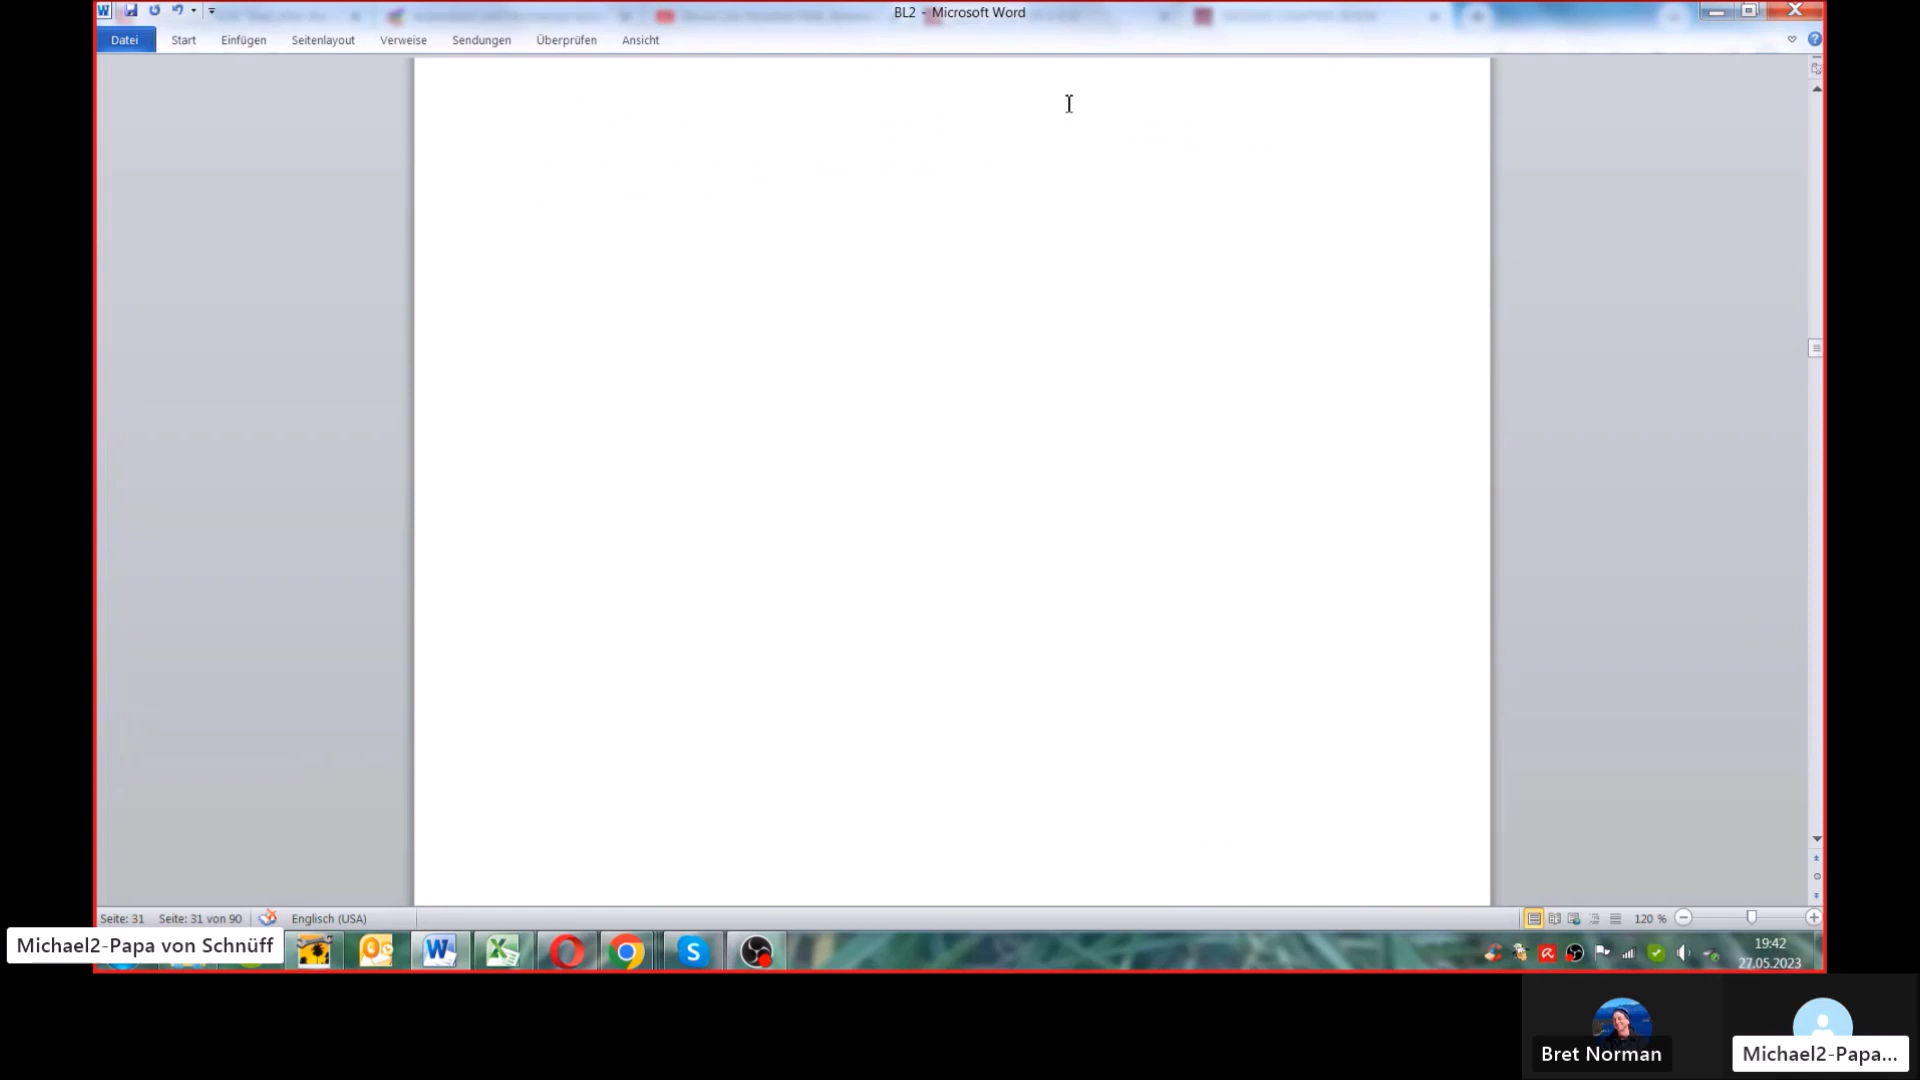 BL2 - Microsoft Word
Datei Start Einfügen Seitenlayout Verweise Sendungen Überprüfen Ansicht
Seite: 31 Seite: 31 von 90 Englisch (USA) 120 %
Michael2-Papa von Schnüff
19:42
27.05.2023
Bret Norman Michael2-Papa...